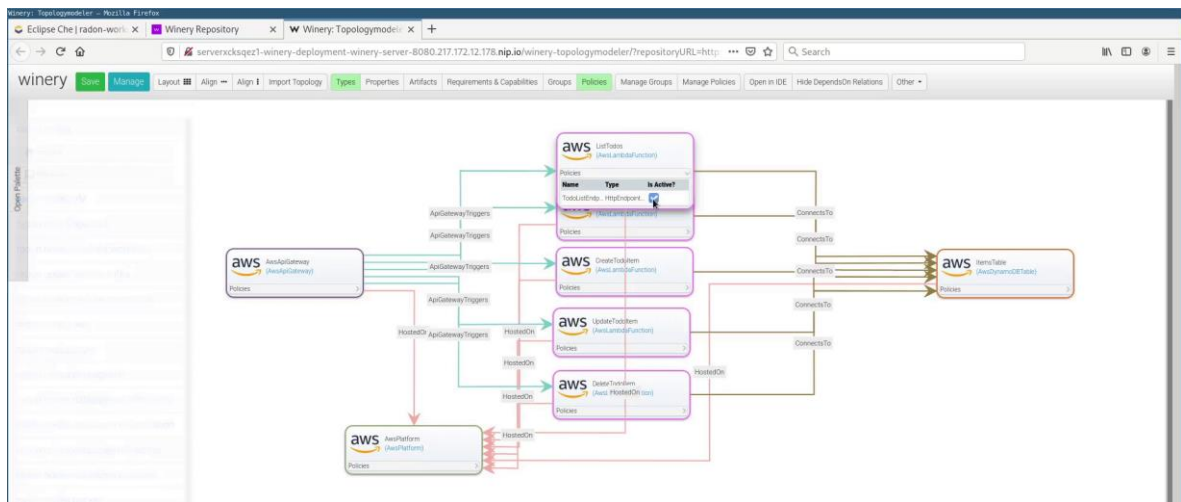 Winery: Topologymodeler – Mozilla Firefox
Eclipse Che | radon-work
Winery Repository
Winery: Topologymodele
serverxcksqez1-winery-deployment-winery-server-8080.217.172.12.178.nip.io/winery-topologymodeler/?repositoryURL=http
Search
winery Save Manage Layout Align Align Import Topology Types Properties Artifacts Requirements & Capabilities Groups Policies Manage Groups Manage Policies Open in IDE Hide DependsOn Relations Other
Open Palette
aws ListTodos
(AwsLambdaFunction)
Policies
Name Type Is Active?
TodoListEndp... HttpEndpoint...
(AwsLambdaFunction)
Policies
ApiGatewayTriggers
ApiGatewayTriggers
ApiGatewayTriggers
ApiGatewayTriggers
ApiGatewayTriggers
ConnectsTo
ConnectsTo
ConnectsTo
ConnectsTo
ConnectsTo
aws AwsApiGateway
(AwsApiGateway)
Policies
aws CreateTodoItem
(AwsLambdaFunction)
Policies
aws ItemsTable
(AwsDynamoDBTable)
Policies
aws UpdateTodoItem
(AwsLambdaFunction)
Policies
HostedOn
HostedOn
HostedOn
HostedOn
HostedOn
aws DeleteTodoItem
HostedOn
Policies
HostedOn
aws AwsPlatform
(AwsPlatform)
Policies